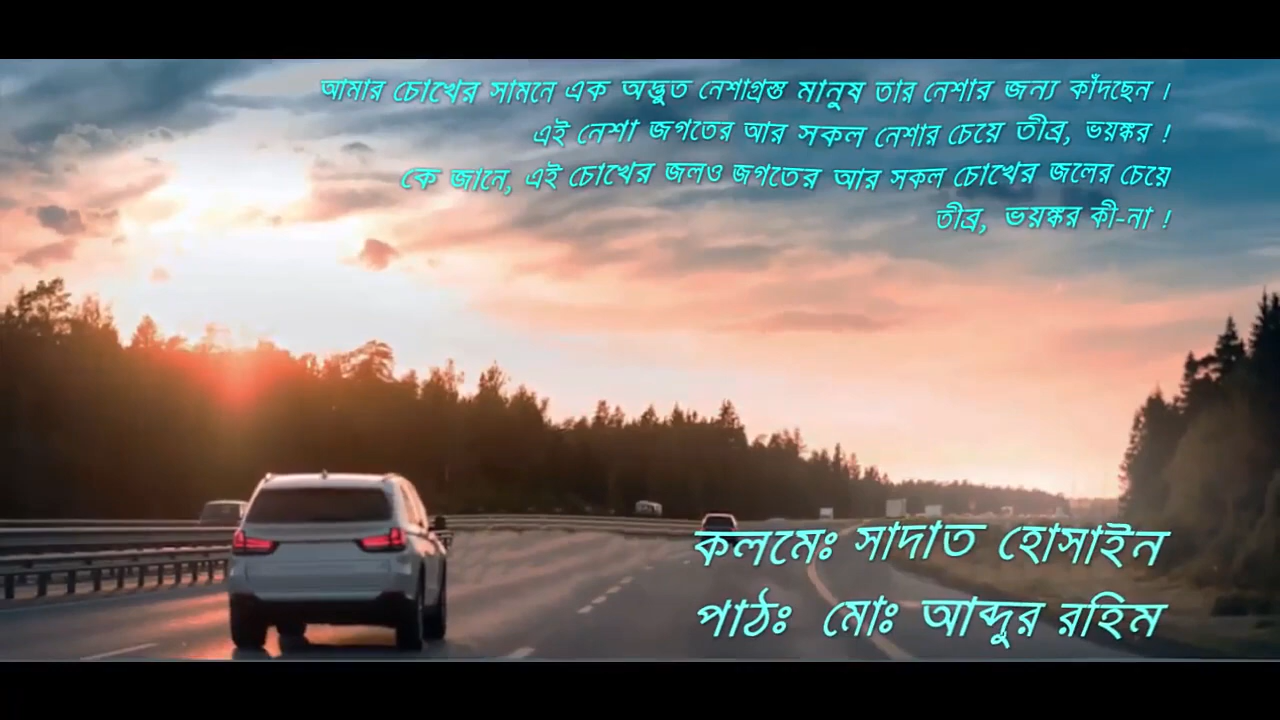 আমার চোখের সামনে এক অদ্ভুত নেশাগ্রস্ত মানুষ তার নেশার জন্য কাঁদছেন ।
এই নেশা জগতের আর সকল নেশার চেয়ে তীব্র, ভয়ঙ্কর !
কে জানে, এই চোখের জলও জগতের আর সকল চোখের জলের চেয়ে
তীব্র, ভয়ঙ্কর কী-না !
কলমেঃ সাদাত হোসাইন
পাঠঃ মোঃ আব্দুর রহিম